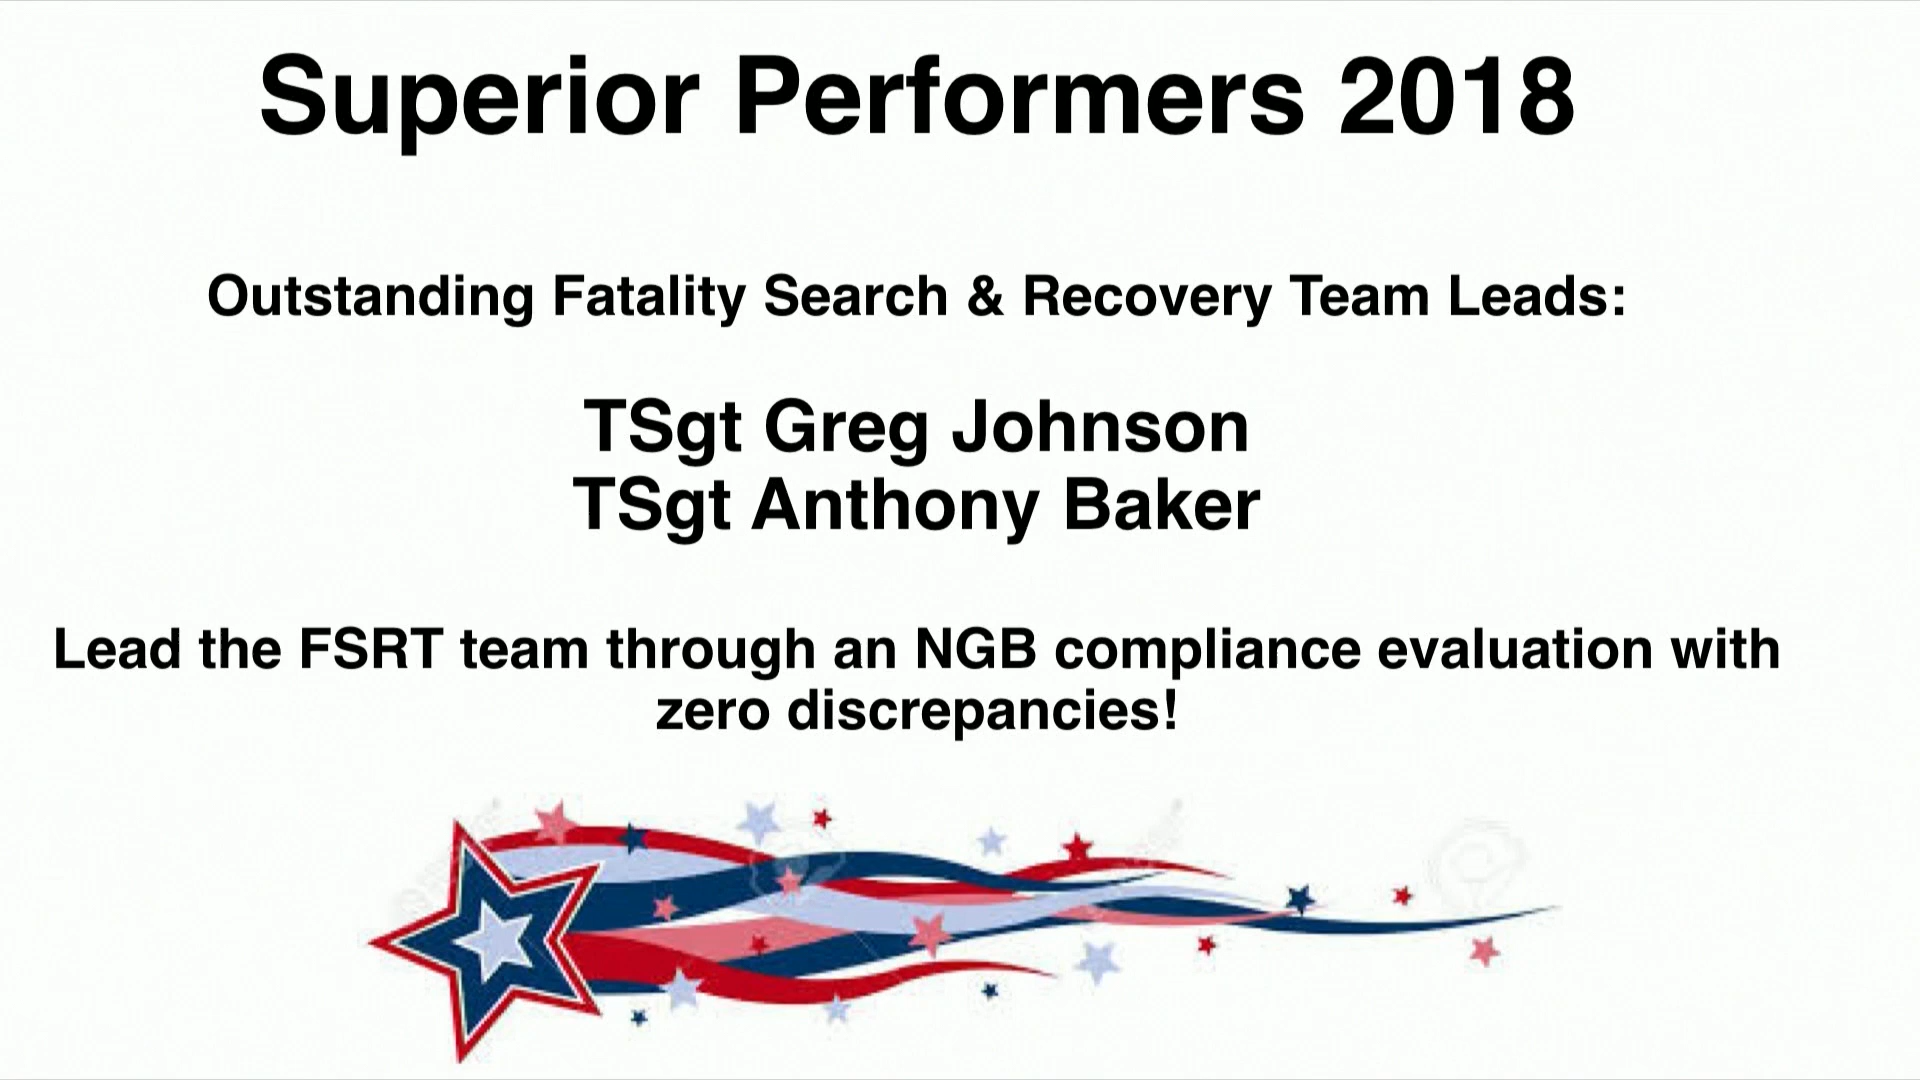 Superior Performers 2018
Outstanding Fatality Search & Recovery Team Leads:
TSgt Greg Johnson
TSgt Anthony Baker
Lead the FSRT team through an NGB compliance evaluation with
zero discrepancies!